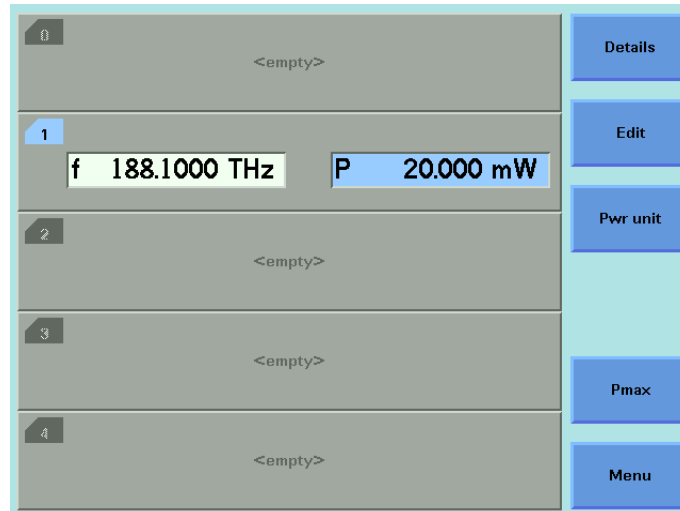 0
<empty>
Details
1
Edit
f 188.1000 THz P 20.000 mW
Pwr unit
2
<empty>
3
<empty>
Pmax
4
<empty>
Menu